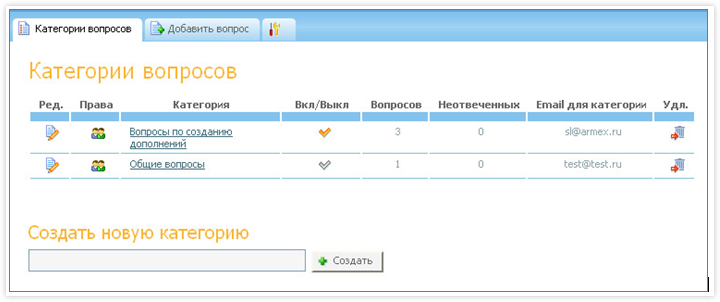 Категории вопросов Добавить вопрос
Категории вопросов
Ред. Права Категория Вкл/Выкл Вопросов Неотвеченных Email для категории Удл.
Вопросы по созданию 3 0 sl@armex.ru
дополнений
Общие вопросы 1 0 test@test.ru
Создать новую категорию
Создать